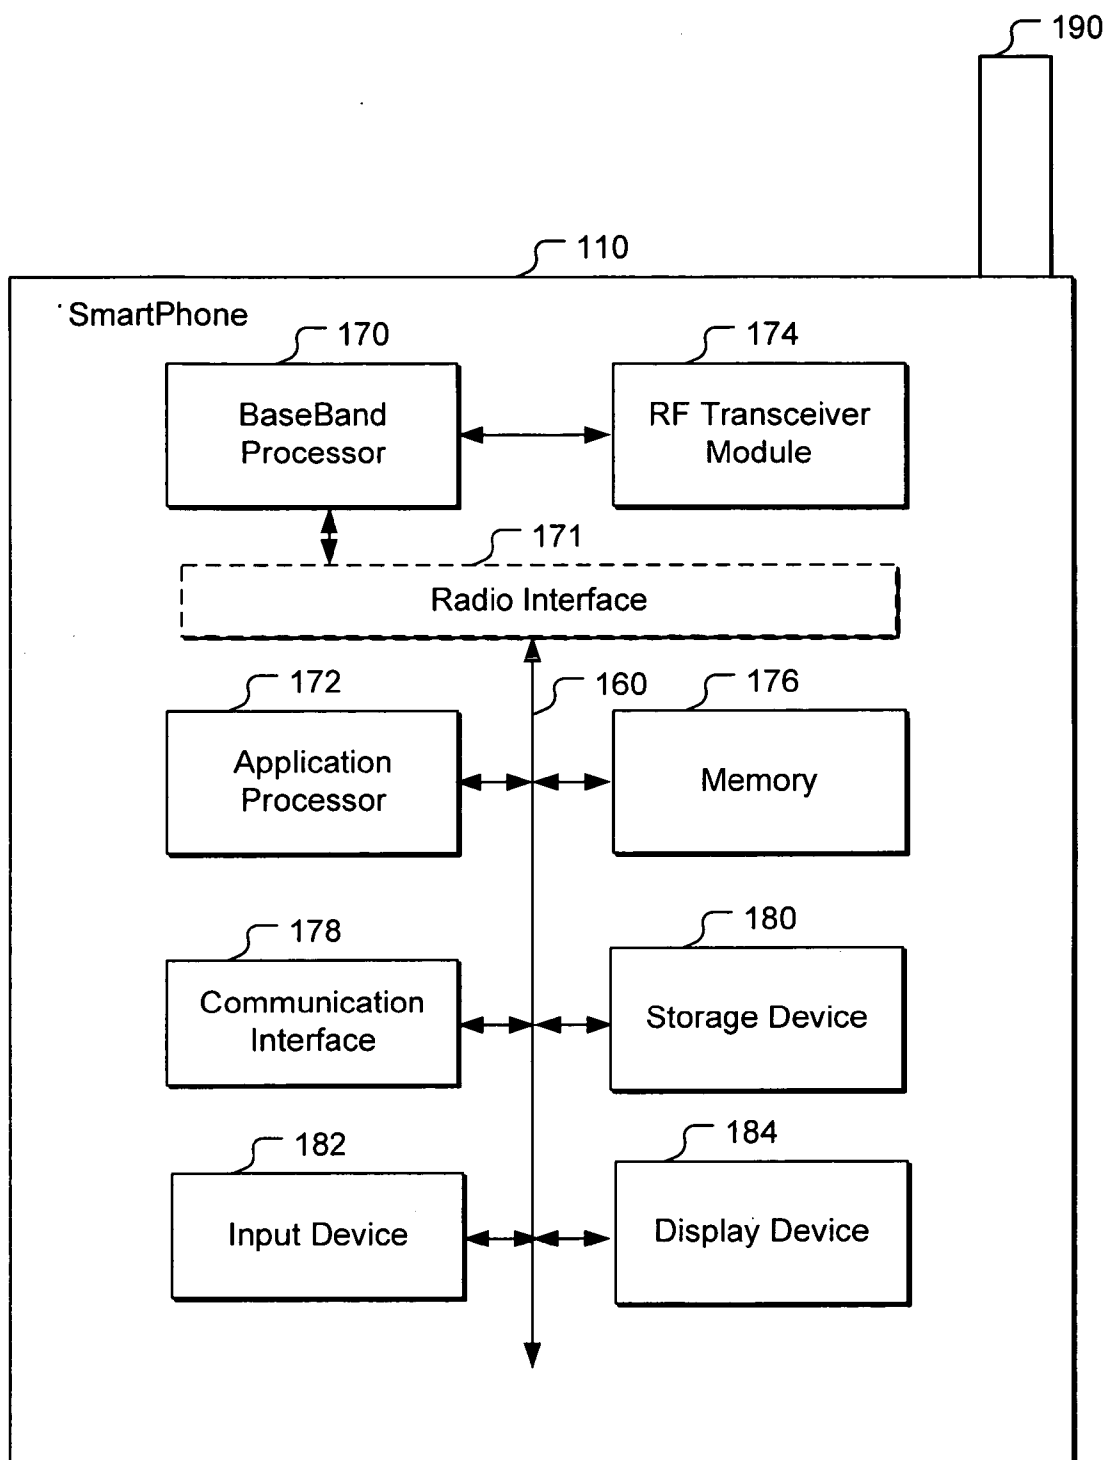 190
110
SmartPhone
170
174
BaseBand
Processor
RF Transceiver
Module
171
Radio Interface
172
160
176
Application
Processor
Memory
178
180
Communication
Interface
Storage Device
182
184
Input Device
Display Device